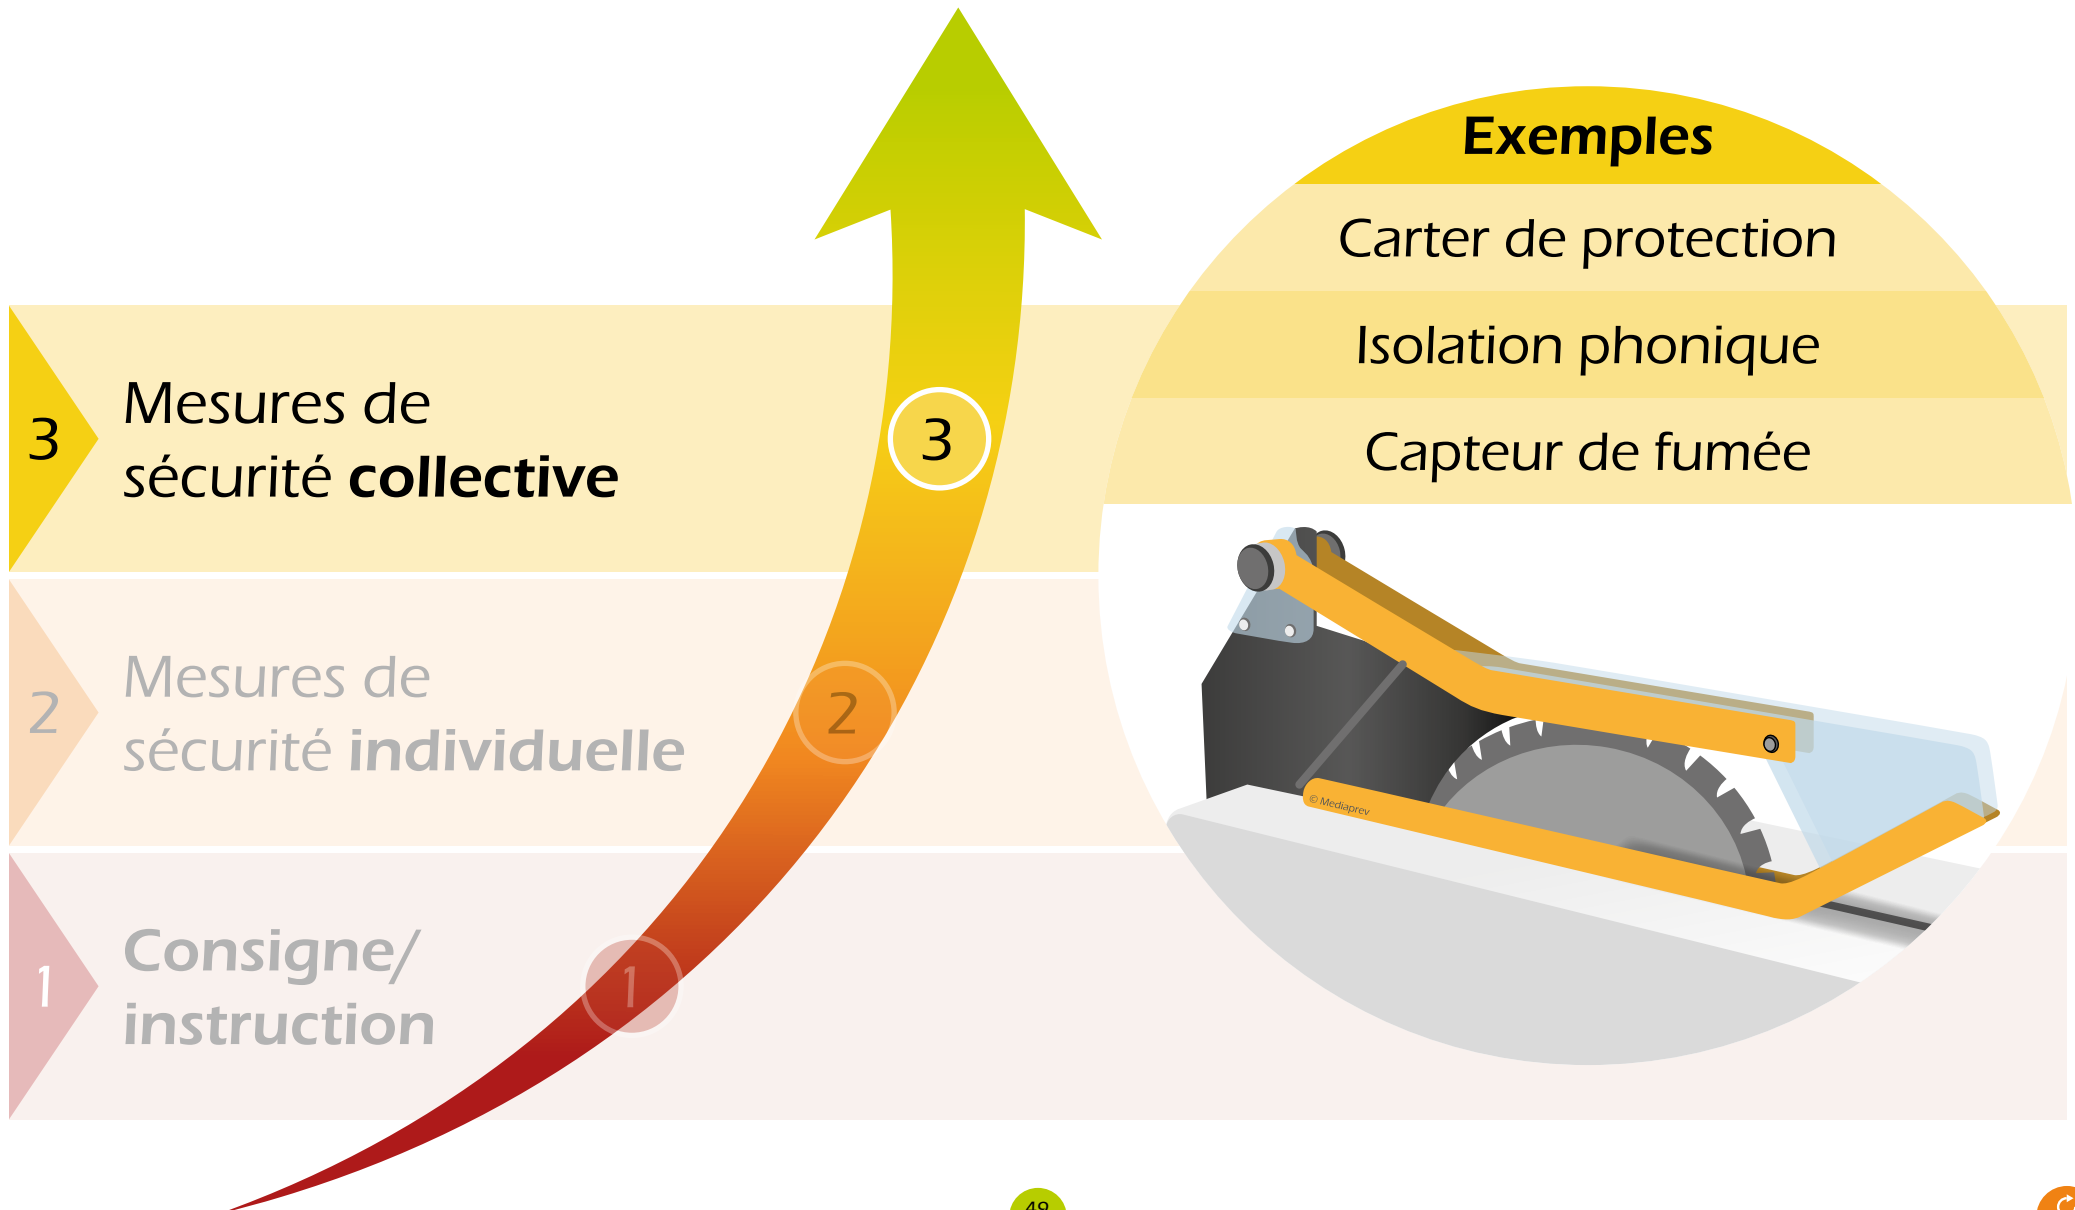 Exemples
Carter de protection
Isolation phonique
Capteur de fumée
3
Mesures de
sécurité collective
3
2
Mesures de
sécurité individuelle
2
1
Consigne/
instruction
1
© Mediaprev
49